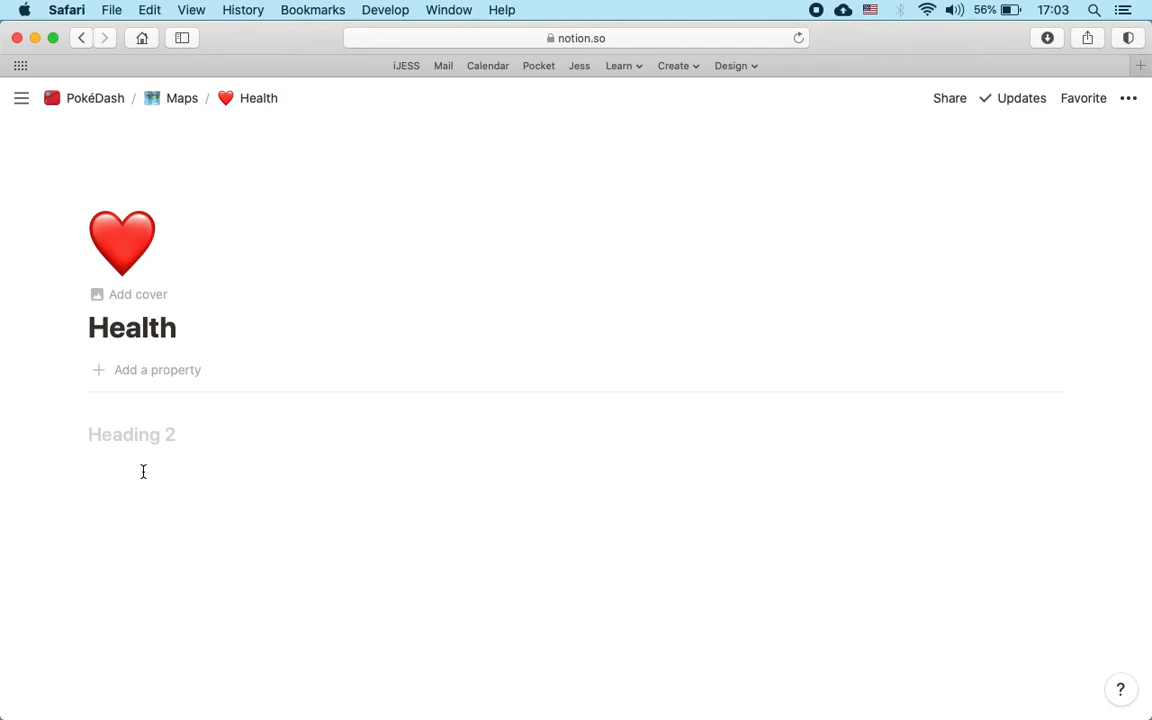 Safari File Edit View History Bookmarks Develop Window Help 56% 17:03
notion.so
iJESS Mail Calendar Pocket Jess Learn Create Design
PokéDash / Maps / Health Share Updates Favorite
Add cover
Health
Add a property
Heading 2
?